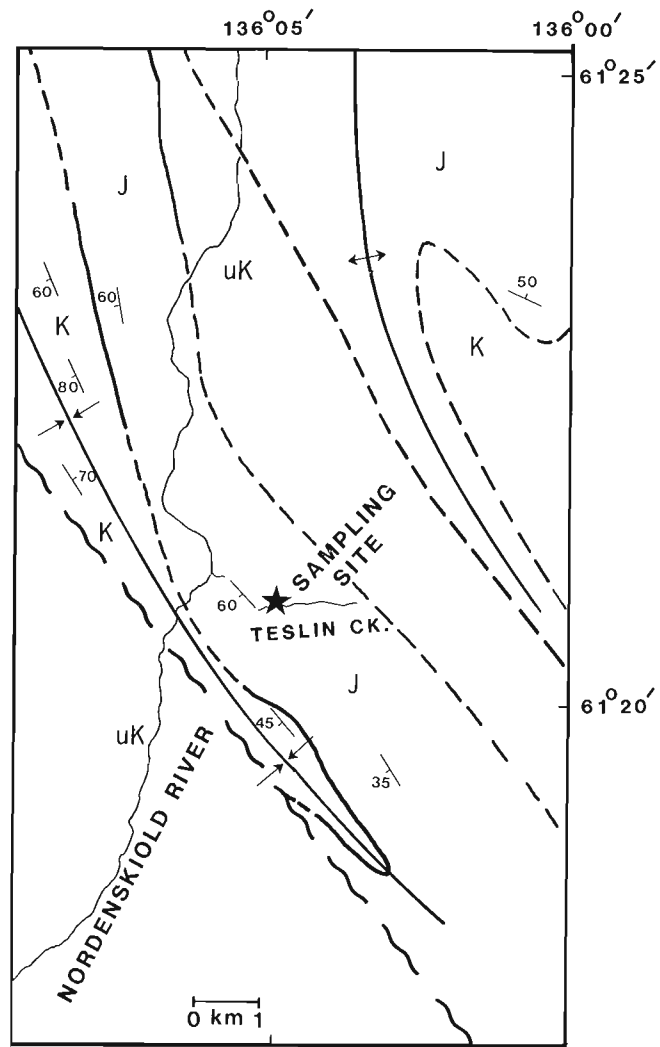 136°05′
136°00′
61°25′
J
J
uK
60
60
K
50
K
80
70
K
SAMPLING
SITE
60
TESLIN CK.
J
61°20′
45
uK
35
NORDENSKIOLD RIVER
0 km 1